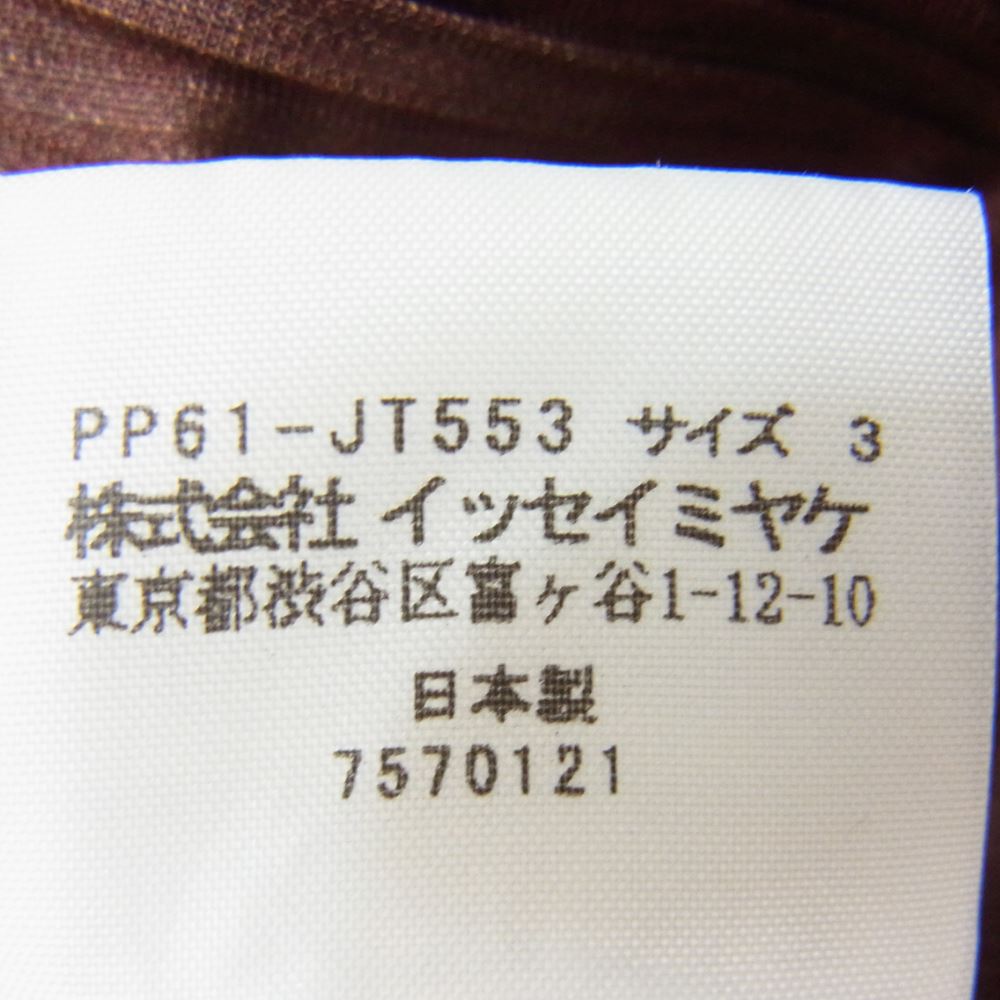 PP61-JT553 サイズ 3
株式会社 イッセイミヤケ
東京都渋谷区富ヶ谷1-12-10
日本製
7570121